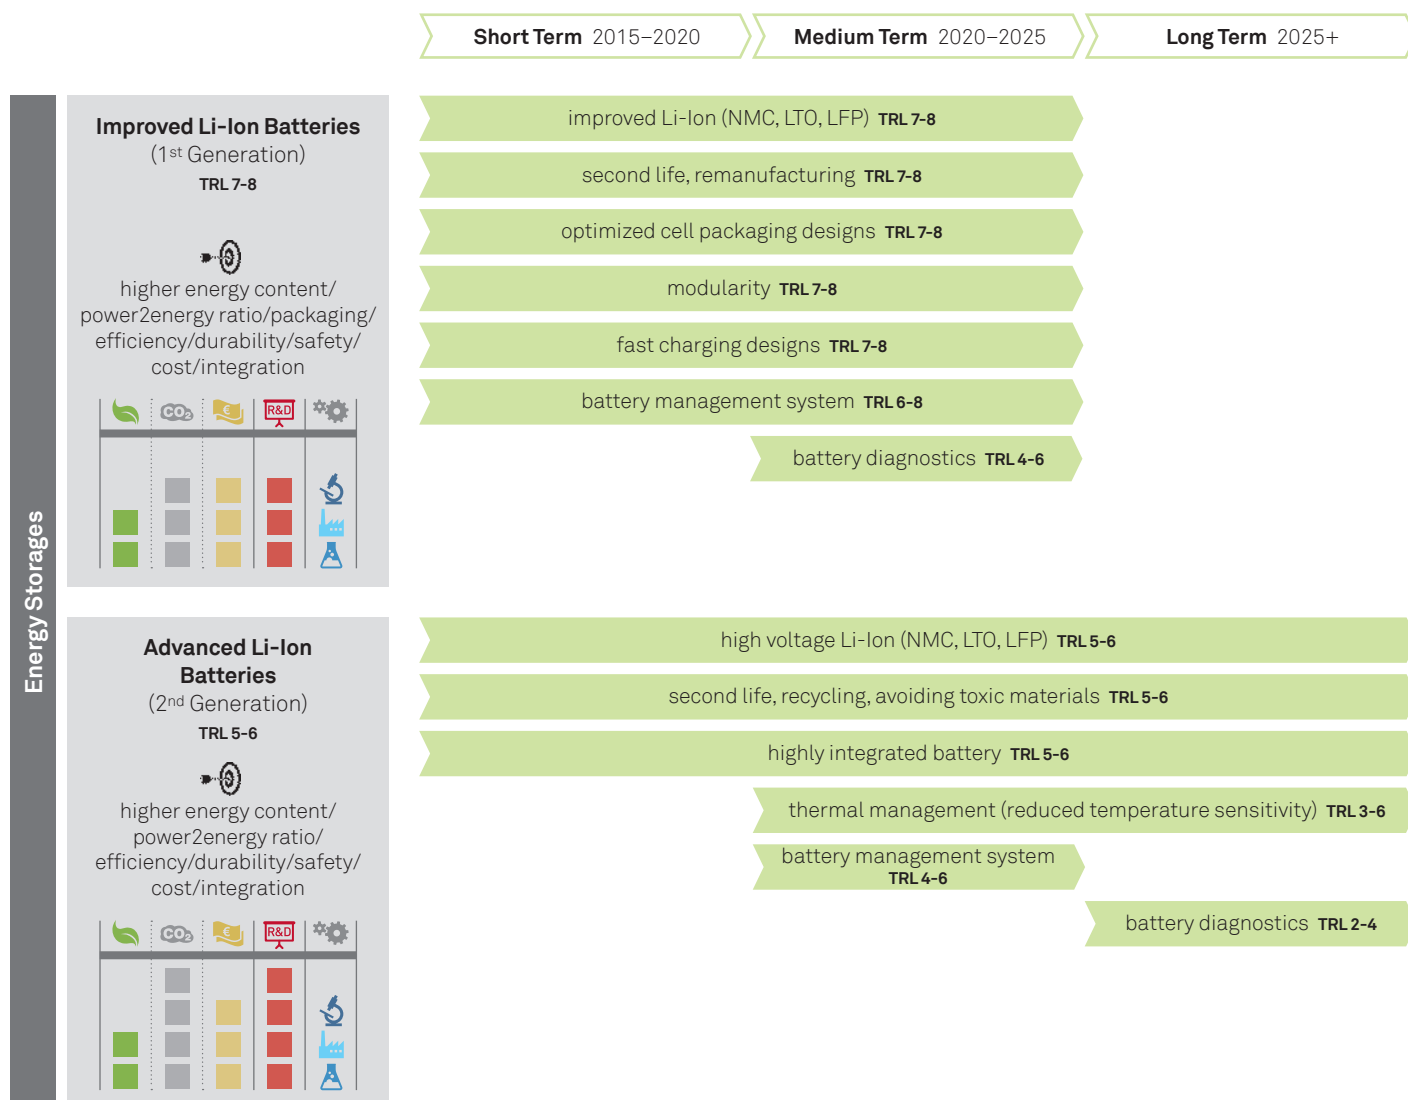 Short Term 2015–2020
Medium Term 2020–2025
Long Term 2025+
Energy Storages
Improved Li-Ion Batteries
(1st Generation)
TRL 7-8
higher energy content/
power2energy ratio/packaging/
efficiency/durability/safety/
cost/integration
CO2
€
R&D
improved Li-Ion (NMC, LTO, LFP) TRL 7-8
second life, remanufacturing TRL 7-8
optimized cell packaging designs TRL 7-8
modularity TRL 7-8
fast charging designs TRL 7-8
battery management system TRL 6-8
battery diagnostics TRL 4-6
Advanced Li-Ion
Batteries
(2nd Generation)
TRL 5-6
higher energy content/
power2energy ratio/
efficiency/durability/safety/
cost/integration
CO2
€
R&D
high voltage Li-Ion (NMC, LTO, LFP) TRL 5-6
second life, recycling, avoiding toxic materials TRL 5-6
highly integrated battery TRL 5-6
thermal management (reduced temperature sensitivity) TRL 3-6
battery management system
TRL 4-6
battery diagnostics TRL 2-4